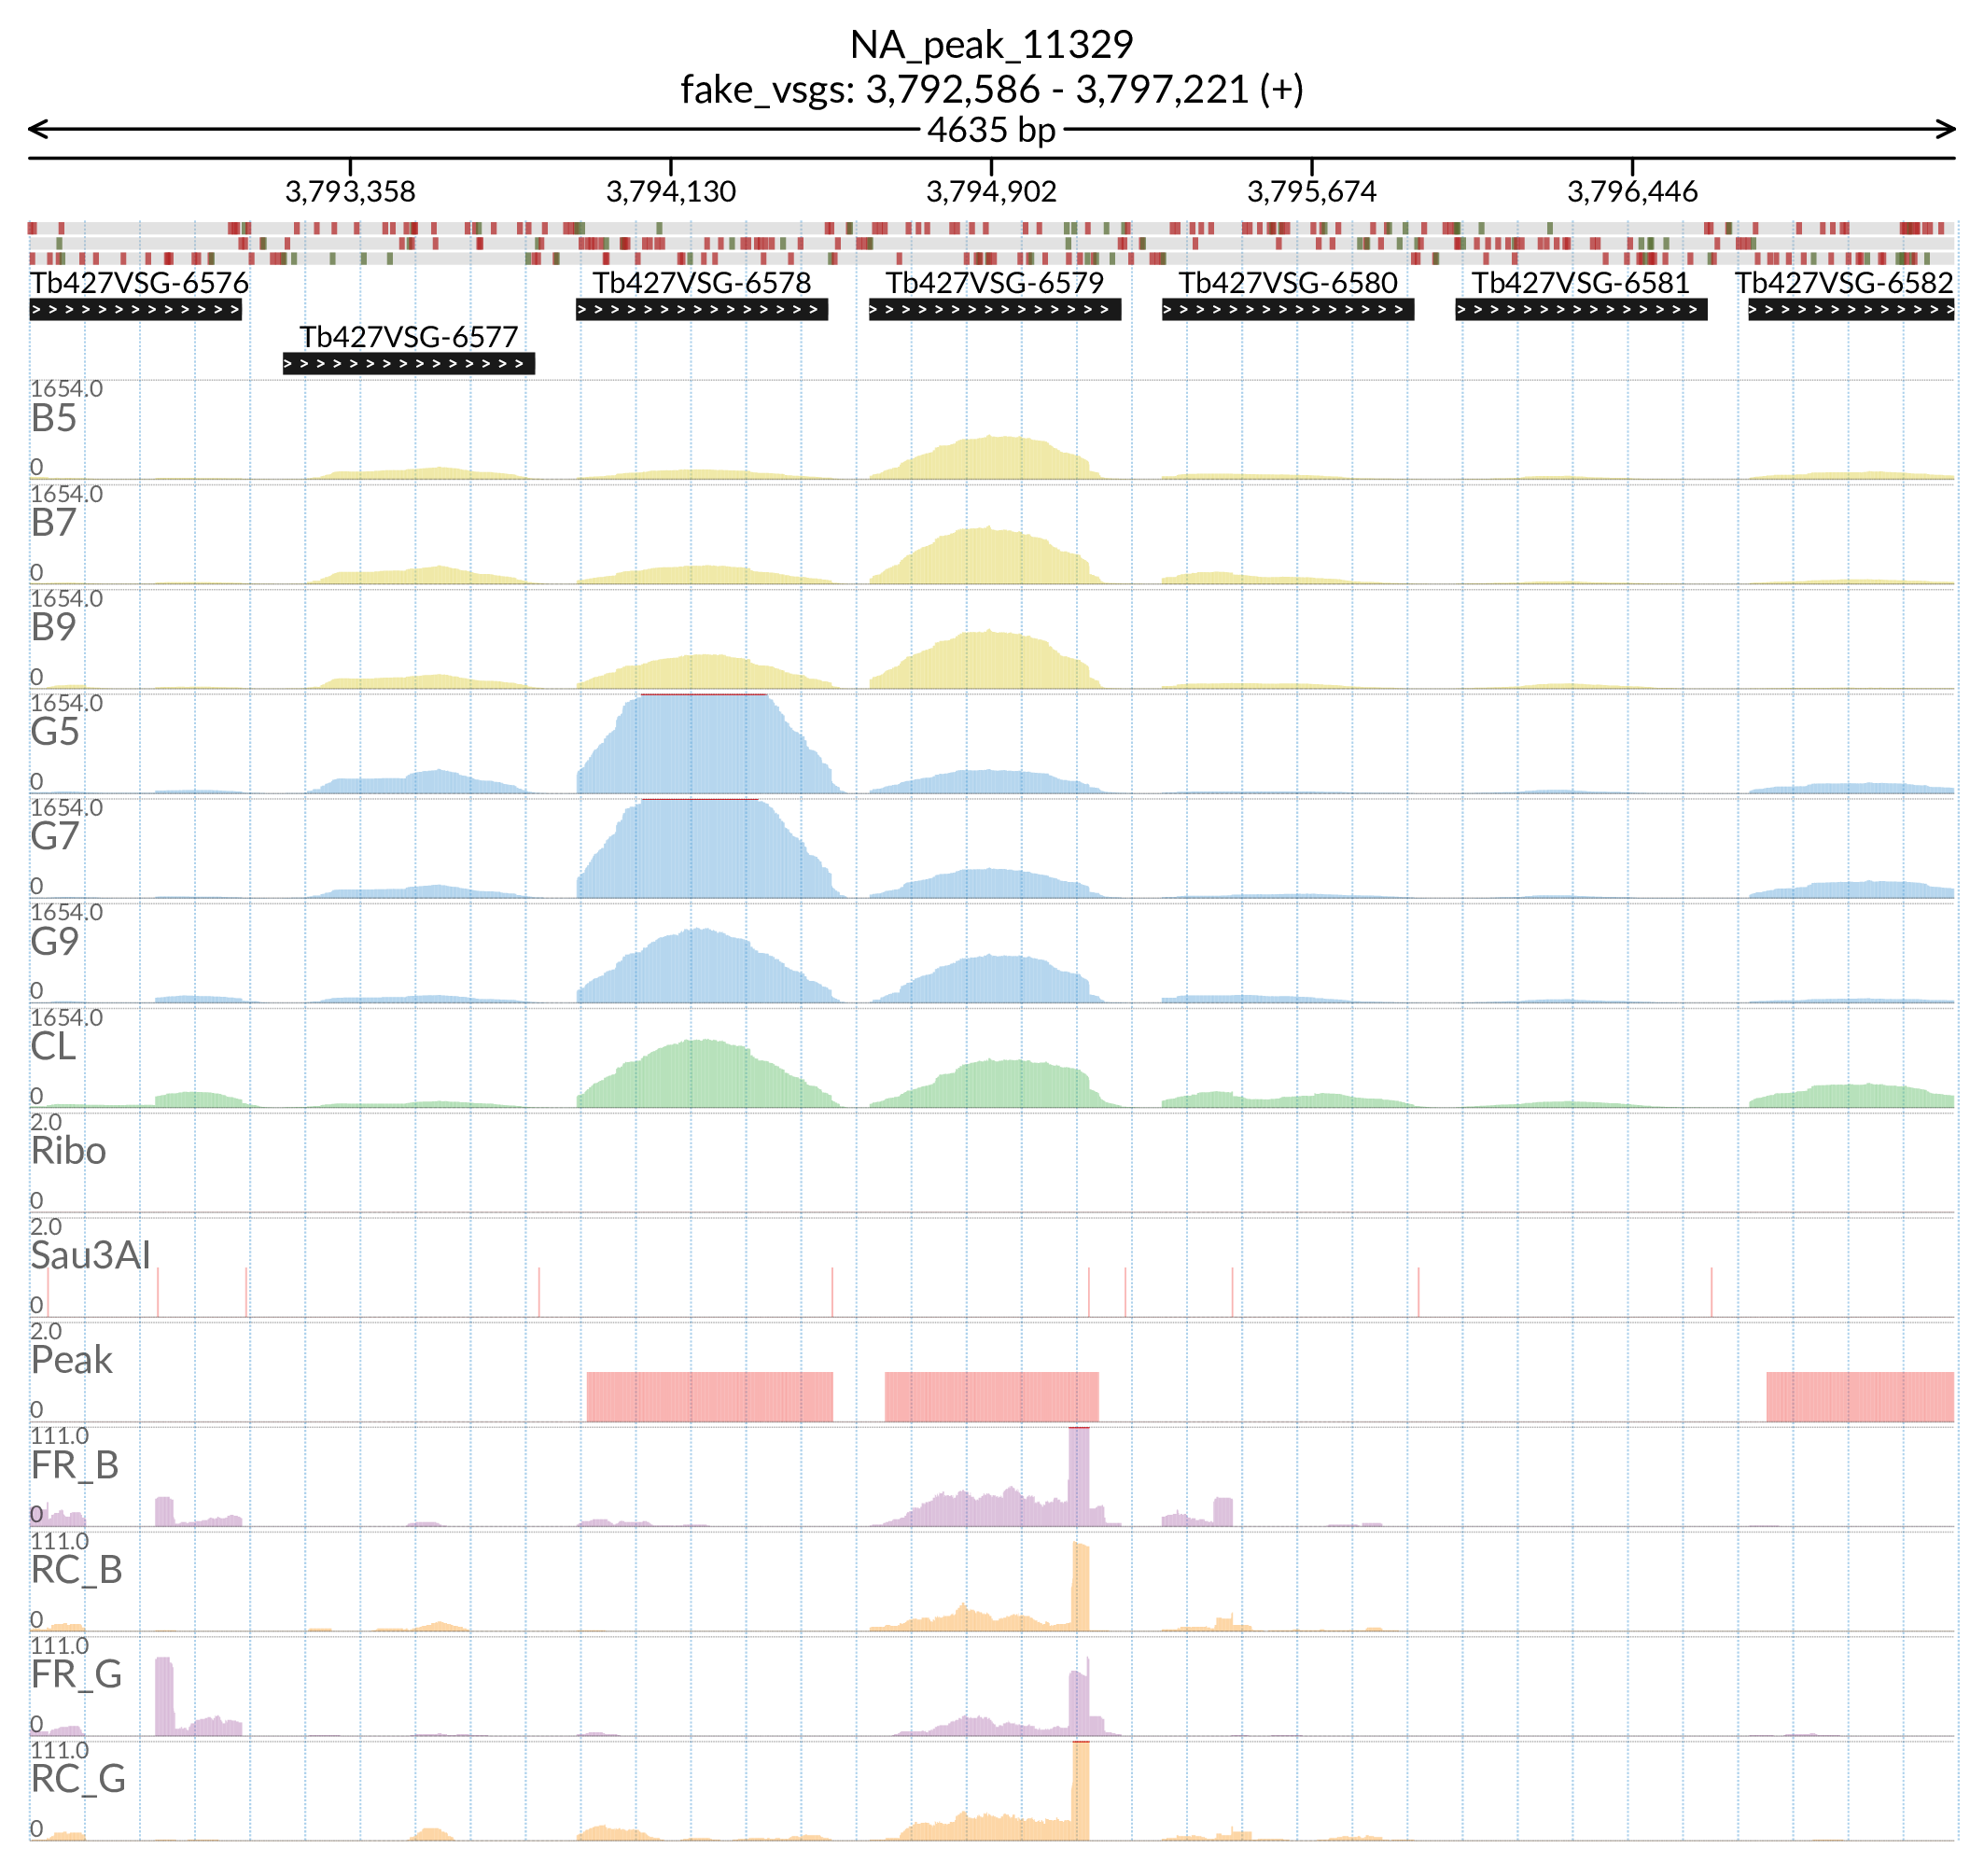 NA_peak_11329
fake_vsgs: 3,792,586 - 3,797,221 (+)
4635 bp
3,793,358 3,794,130 3,794,902 3,795,674 3,796,446
Tb427VSG-6576 Tb427VSG-6578 Tb427VSG-6579 Tb427VSG-6580 Tb427VSG-6581 Tb427VSG-6582
Tb427VSG-6577
1654.0
B5
0
1654.0
B7
0
1654.0
B9
0
1654.0
G5
0
1654.0
G7
0
1654.0
G9
0
1654.0
CL
0
2.0
Ribo
0
2.0
Sau3AI
0
2.0
Peak
0
111.0
FR_B
0
111.0
RC_B
0
111.0
FR_G
0
111.0
RC_G
0